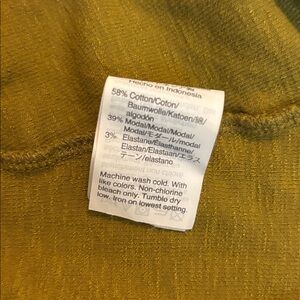 Hecho en Indonesia
58% Cotton/Coton/
Baumwolle/Katoen/綿/
algodón
39% Modal/Modal/Modal/
Modal/モダール/modal
3% Elastane/Élasthanne/
Elastan/Elastaan/エラス
テーン/elastano
Machine wash cold. With
like colors. Non-chlorine
bleach only. Tumble dry
low. Iron on lowest setting.